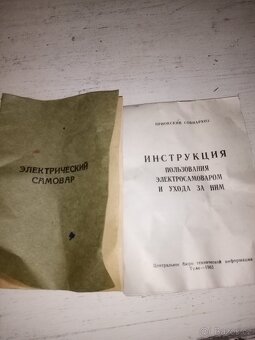 ЭЛЕКТРИЧЕСКИЙ
САМОВАР
ПРИОКСКИЙ СОВНАРХОЗ
ИНСТРУКЦИЯ
ПОЛЬЗОВАНИЯ
ЭЛЕКТРОСАМОВАРОМ
И УХОДА ЗА НИМ
Центральное бюро технической информации
Тула—1963